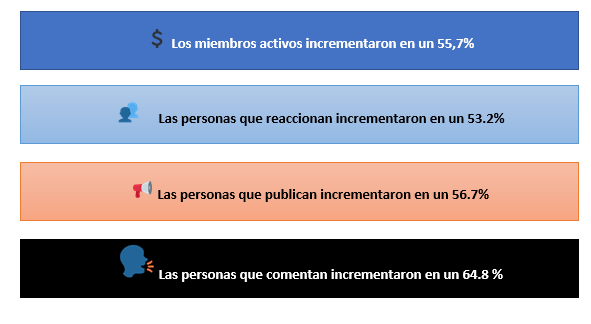 $ Los miembros activos incrementaron en un 55,7%
Las personas que reaccionan incrementaron en un 53.2%
Las personas que publican incrementaron en un 56.7%
Las personas que comentan incrementaron en un 64.8 %